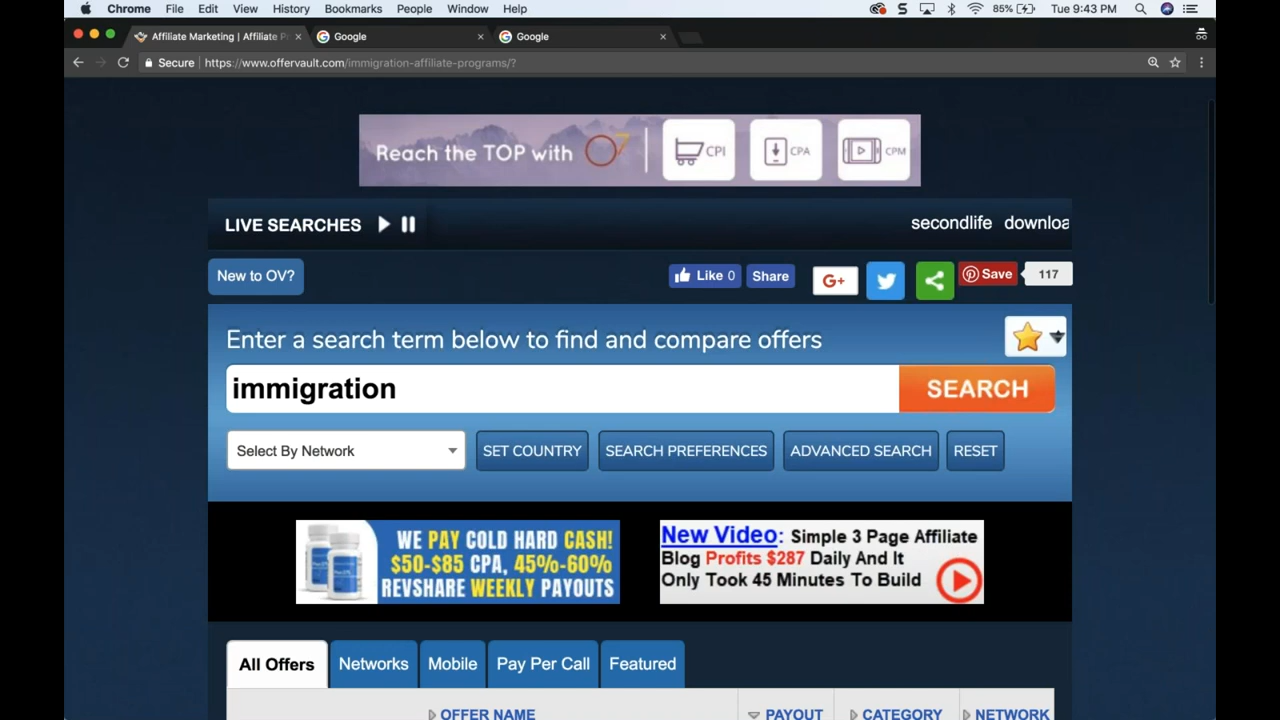 Chrome File Edit View History Bookmarks People Window Help 85% Tue 9:43 PM
Affiliate Marketing | Affiliate P Google Google
Secure https://www.offervault.com/immigration-affiliate-programs/?
Reach the TOP with O7 CPI CPA CPM
LIVE SEARCHES secondlife downloa
New to OV? Like 0 Share G+ Save 117
Enter a search term below to find and compare offers
immigration SEARCH
Select By Network SET COUNTRY SEARCH PREFERENCES ADVANCED SEARCH RESET
WE PAY COLD HARD CASH!
$50-$85 CPA, 45%-60%
REVSHARE WEEKLY PAYOUTS
New Video: Simple 3 Page Affiliate
Blog Profits $287 Daily And It
Only Took 45 Minutes To Build
All Offers Networks Mobile Pay Per Call Featured
OFFER NAME PAYOUT CATEGORY NETWORK